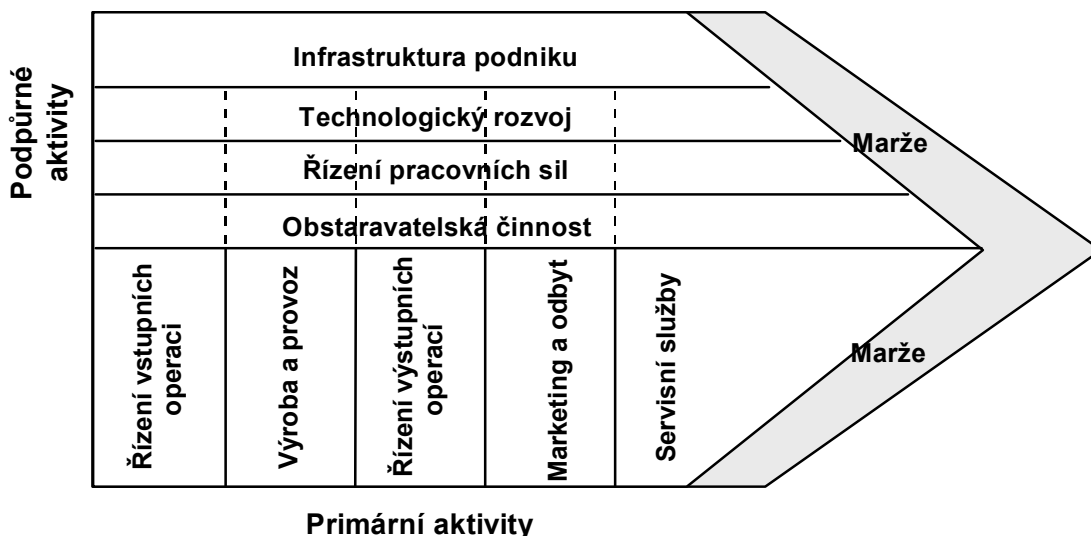 Podpůrné
aktivity
Infrastruktura podniku
Technologický rozvoj
Řízení pracovních sil
Obstaravatelská činnost
Marže
Řízení vstupních
operaci
Výroba a provoz
Řízení výstupních
operací
Marketing a odbyt
Servisní služby
Marže
Primární aktivity